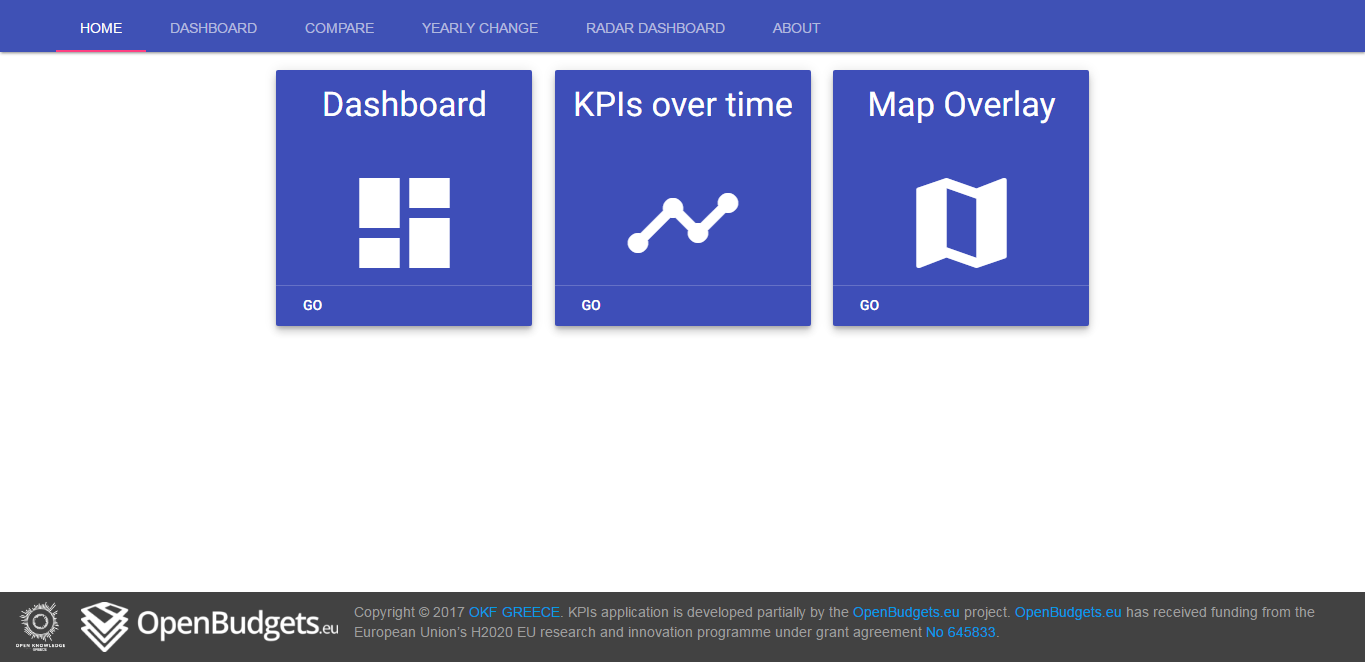 HOME DASHBOARD COMPARE YEARLY CHANGE RADAR DASHBOARD ABOUT
Dashboard
GO
KPIs over time
GO
Map Overlay
GO
OPEN KNOWLEDGE
GREECE
OpenBudgets.eu
Copyright © 2017 OKF GREECE. KPIs application is developed partially by the OpenBudgets.eu project. OpenBudgets.eu has received funding from the
European Union's H2020 EU research and innovation programme under grant agreement No 645833.